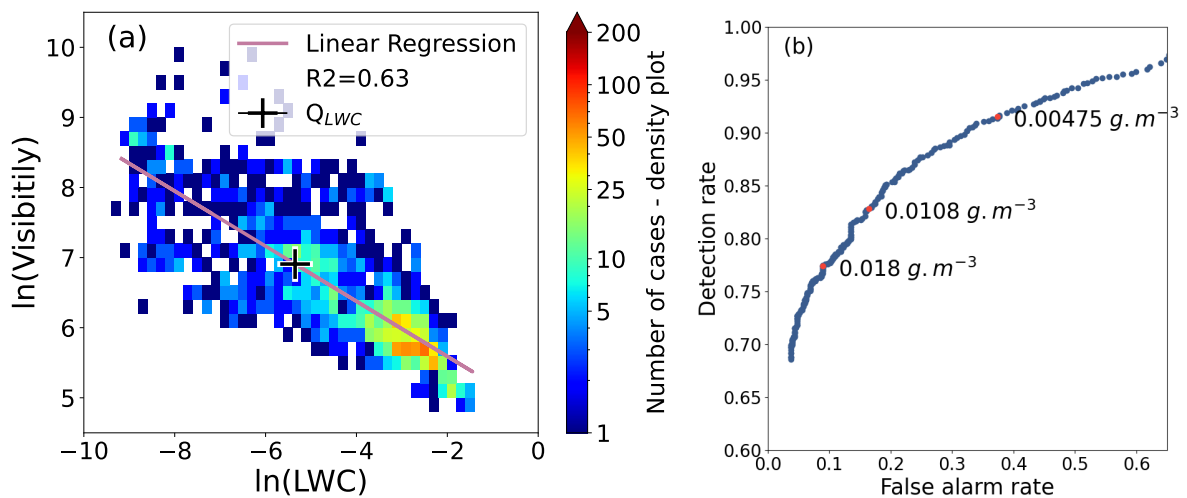 (a)
Linear Regression
R2=0.63
Q_LWC
10
9
8
7
6
5
ln(Visibitily)
−10
−8
−6
−4
−2
0
ln(LWC)
200
100
50
25
10
5
2
1
Number of cases - density plot
(b)
1.00
0.95
0.90
0.85
0.80
0.75
0.70
0.65
0.60
Detection rate
0.00475 g.m⁻³
0.0108 g.m⁻³
0.018 g.m⁻³
0.0
0.1
0.2
0.3
0.4
0.5
0.6
False alarm rate